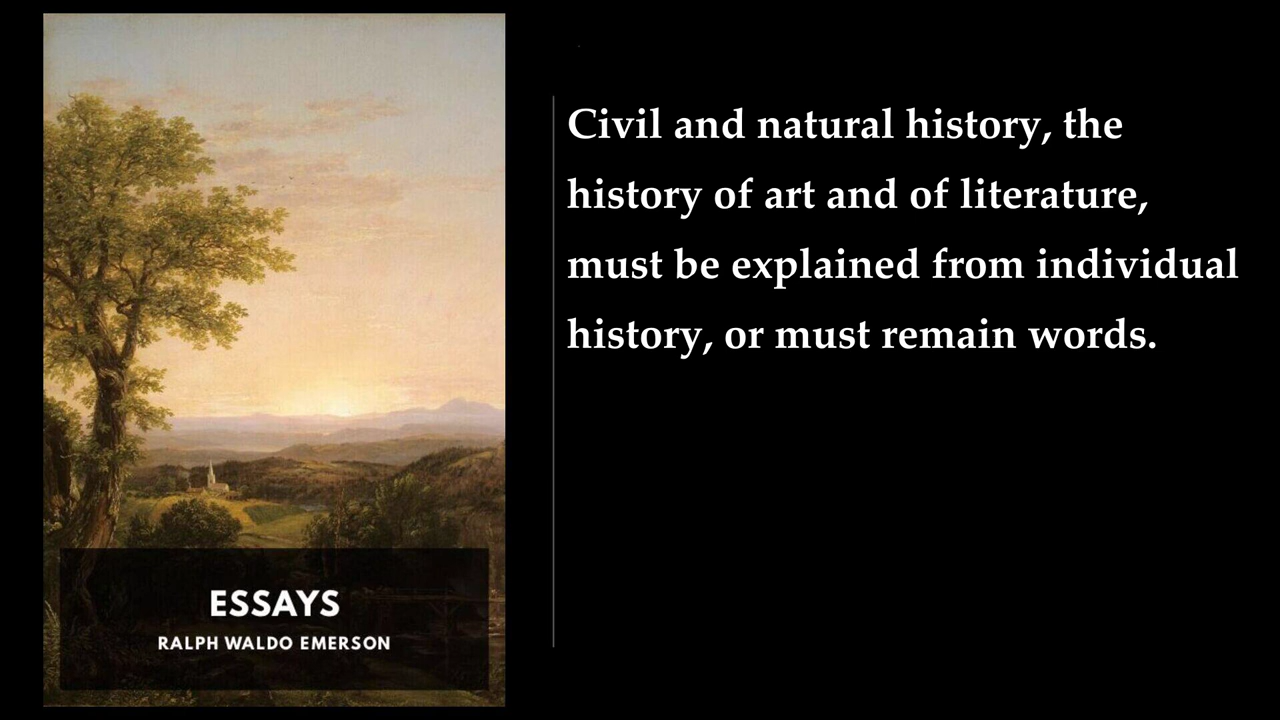 Civil and natural history, the
history of art and of literature,
must be explained from individual
history, or must remain words.
ESSAYS
RALPH WALDO EMERSON